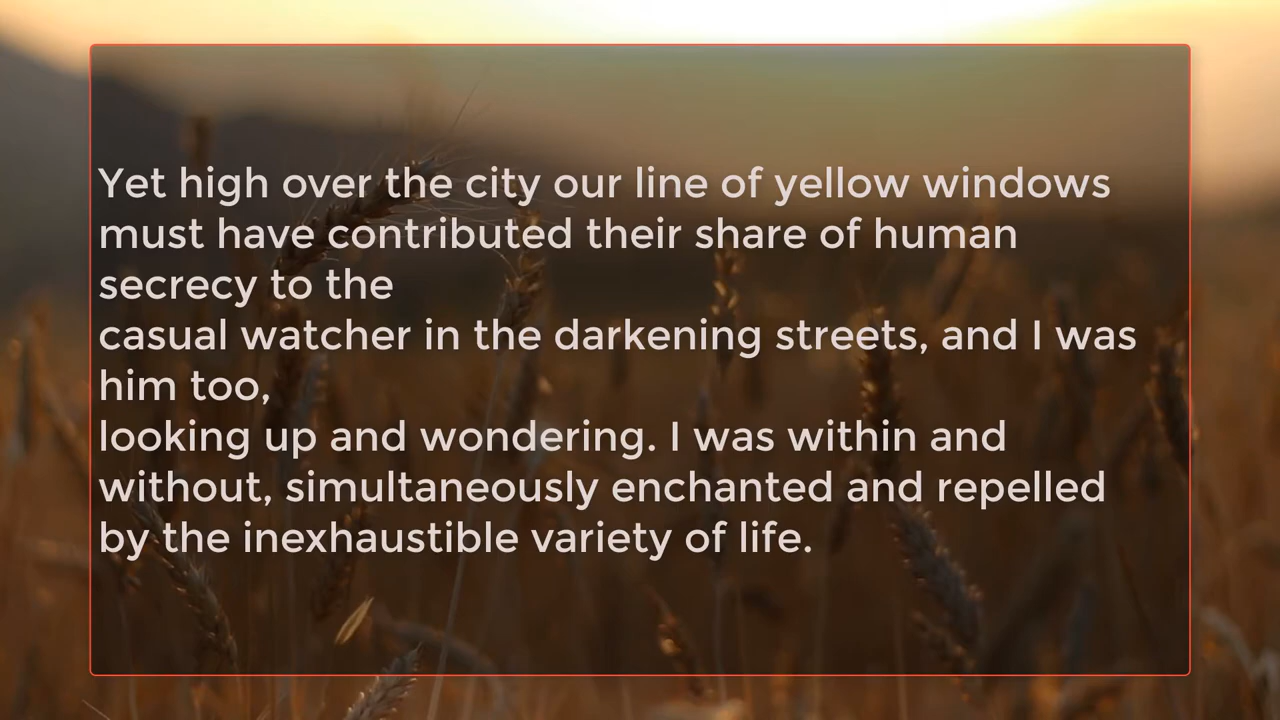 Yet high over the city our line of yellow windows
must have contributed their share of human
secrecy to the
casual watcher in the darkening streets, and I was
him too,
looking up and wondering. I was within and
without, simultaneously enchanted and repelled
by the inexhaustible variety of life.